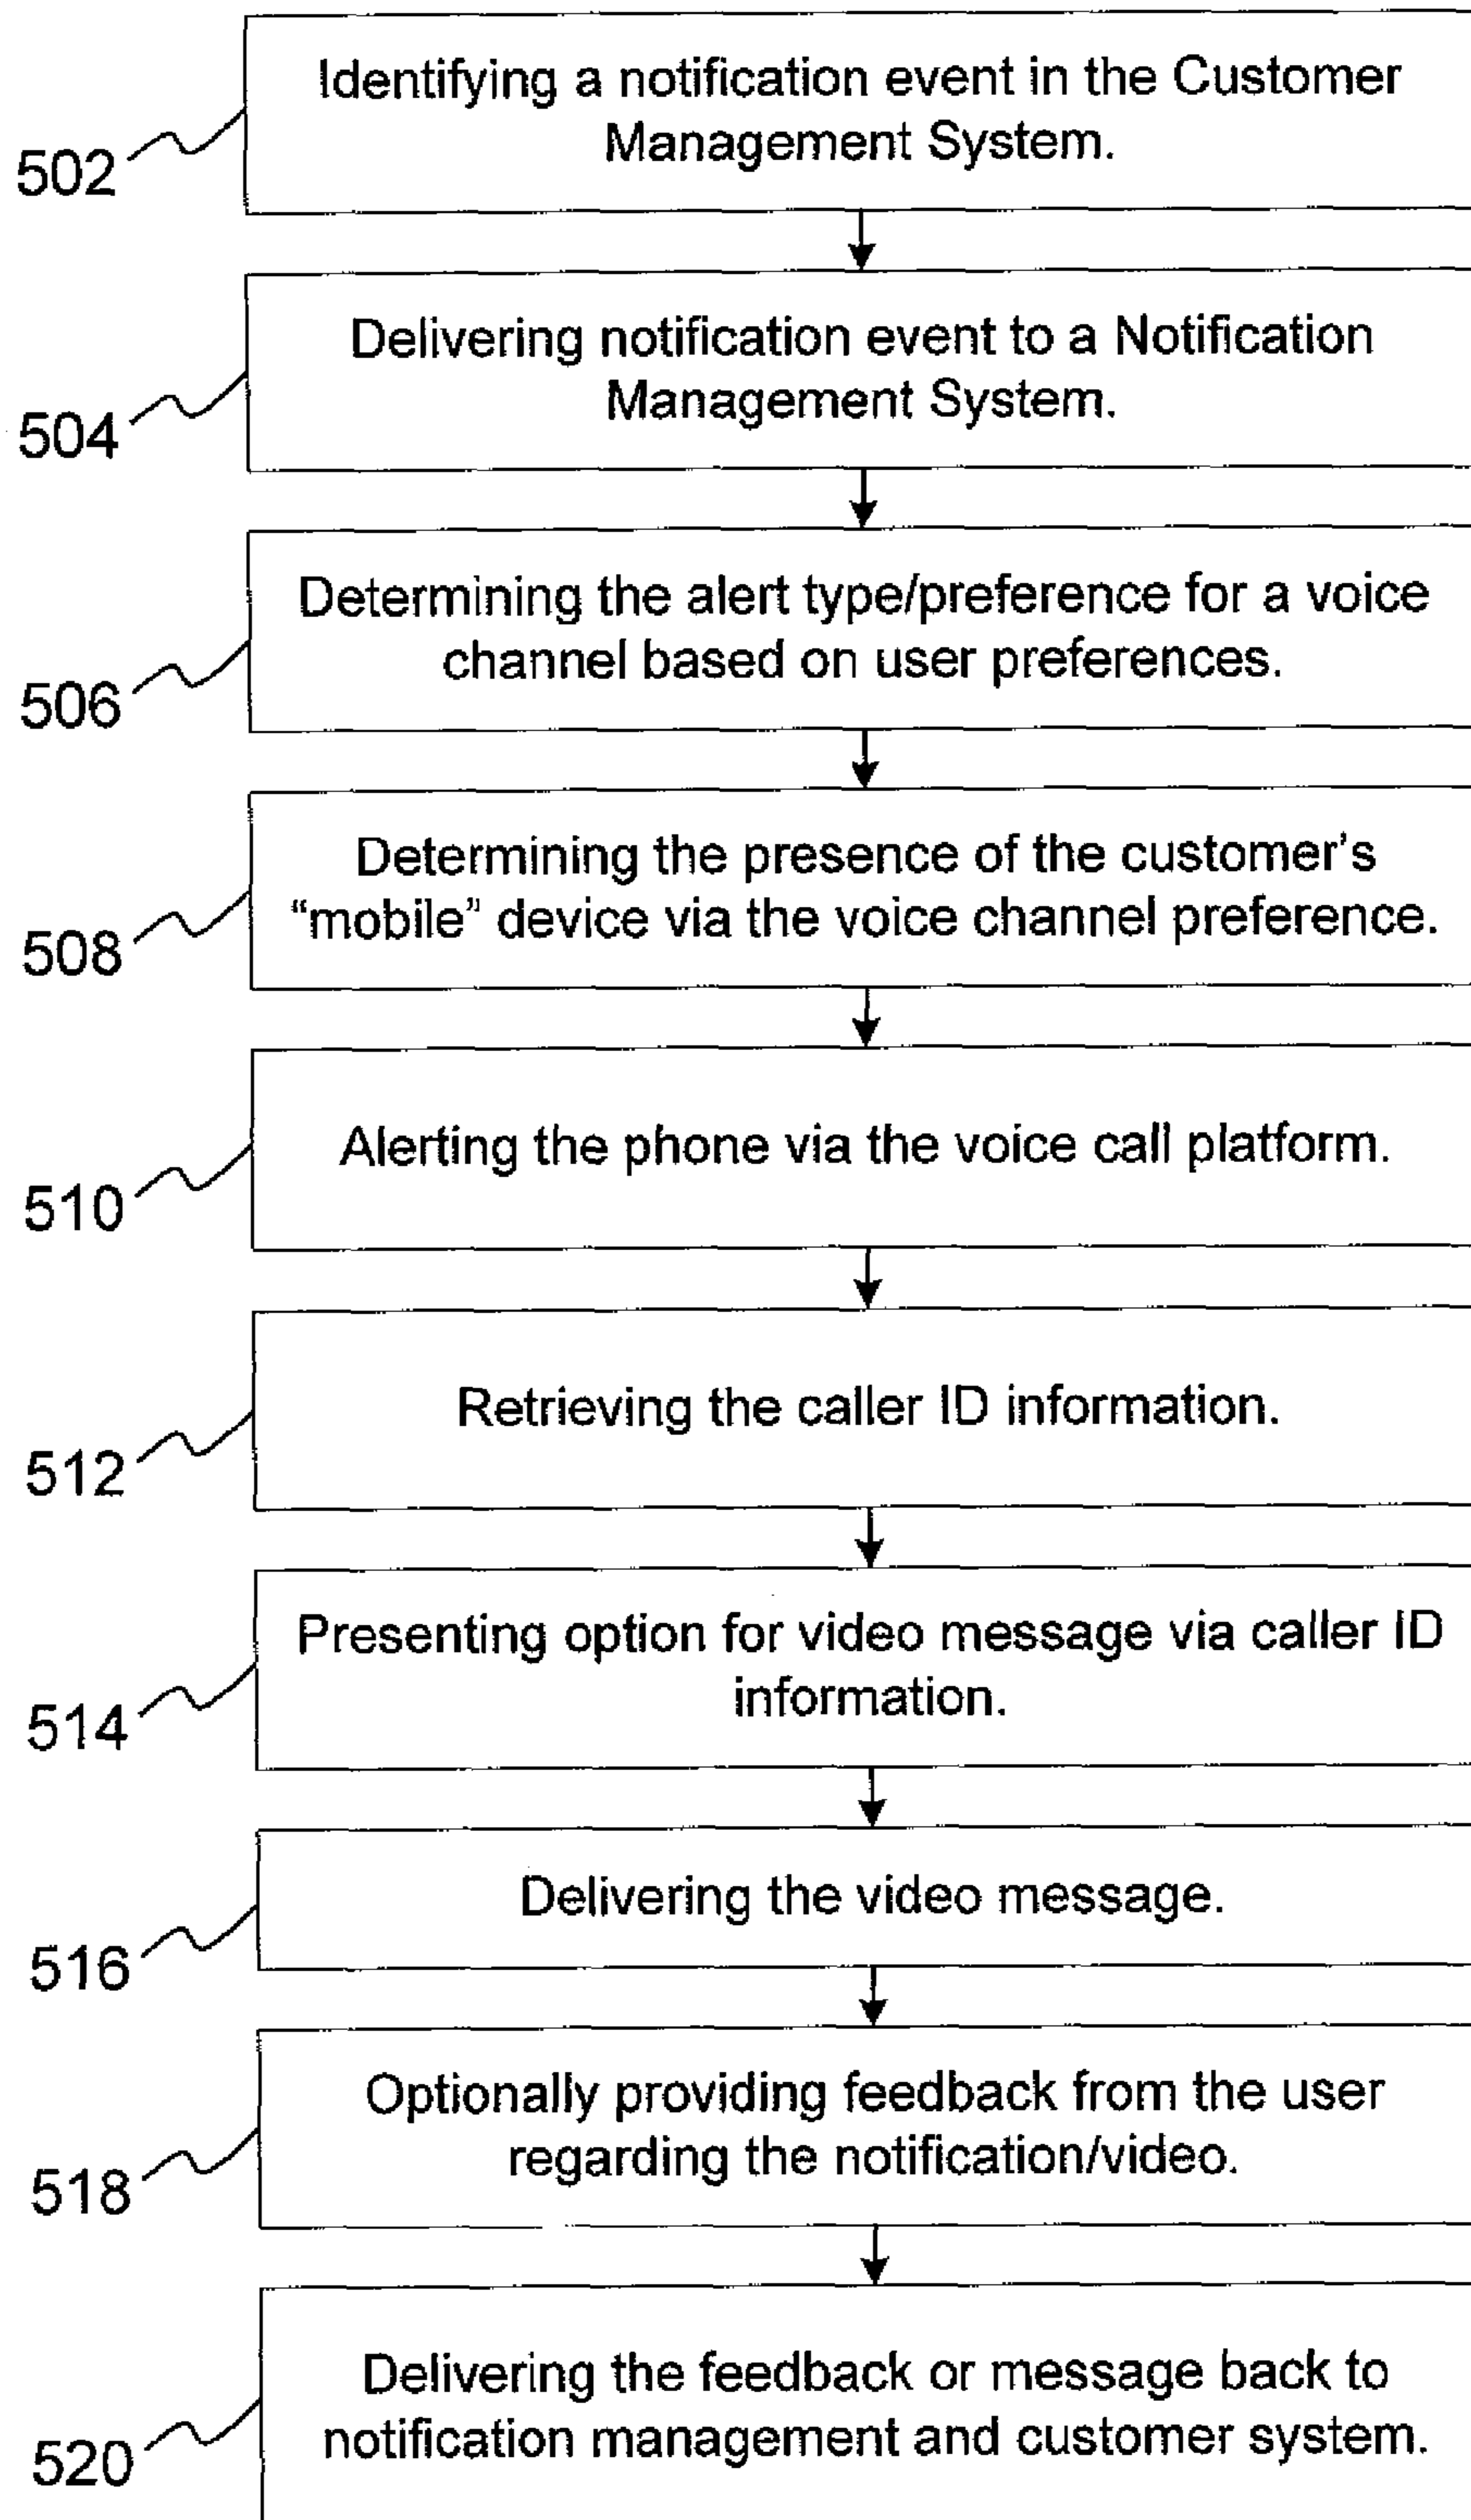 Identifying a notification event in the Customer
Management System.
502
Delivering notification event to a Notification
Management System.
504
Determining the alert type/preference for a voice
channel based on user preferences.
506
Determining the presence of the customer's
“mobile” device via the voice channel preference.
508
Alerting the phone via the voice call platform.
510
Retrieving the caller ID information.
512
Presenting option for video message via caller ID
information.
514
Delivering the video message.
516
Optionally providing feedback from the user
regarding the notification/video.
518
Delivering the feedback or message back to
notification management and customer system.
520